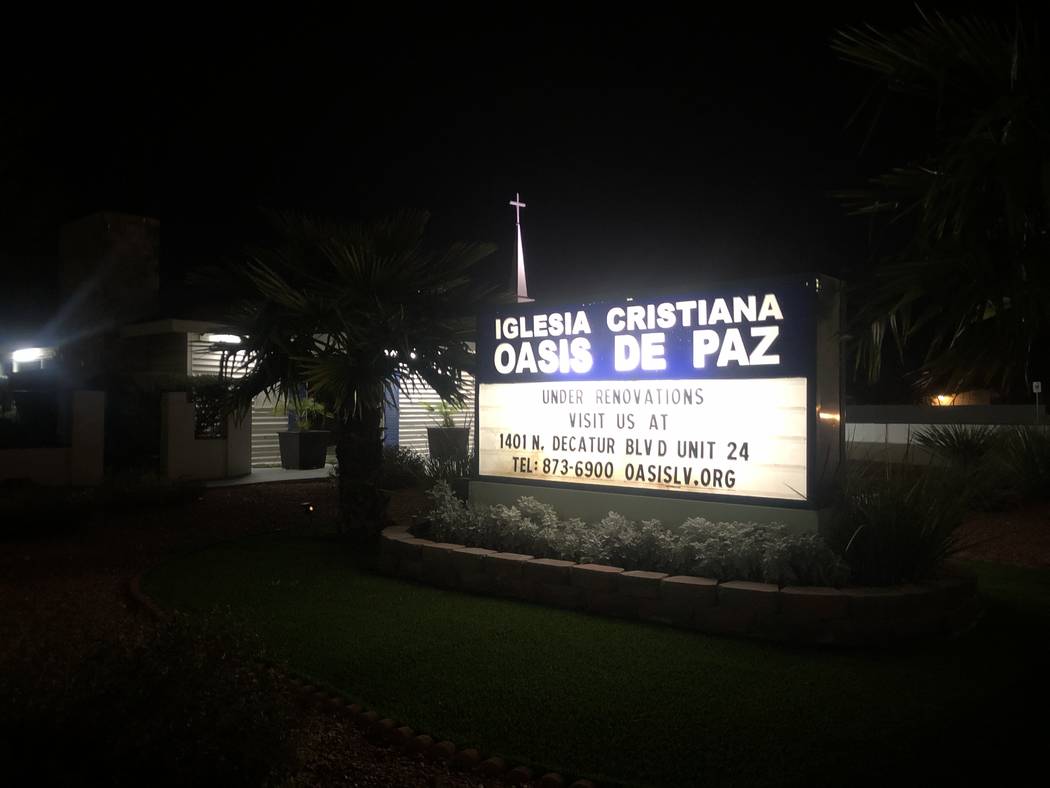 IGLESIA CRISTIANA
OASIS DE PAZ
UNDER RENOVATIONS
VISIT US AT
1401 N. DECATUR BLVD UNIT 24
TEL: 873-6900 OASISLV.ORG